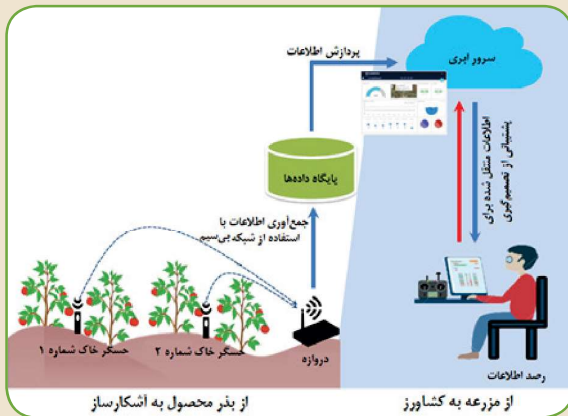 سرور ابری
پردازش اطلاعات
پایگاه داده‌ها
اطلاعات منتقل شده برای
پشتیبانی از تصمیم گیری
جمع‌آوری اطلاعات با
استفاده از شبکه بی‌سیم
حسگر خاک شماره ۱
حسگر خاک شماره ۲
دروازه
رصد اطلاعات
از بذر محصول به آشکارساز
از مزرعه به کشاورز